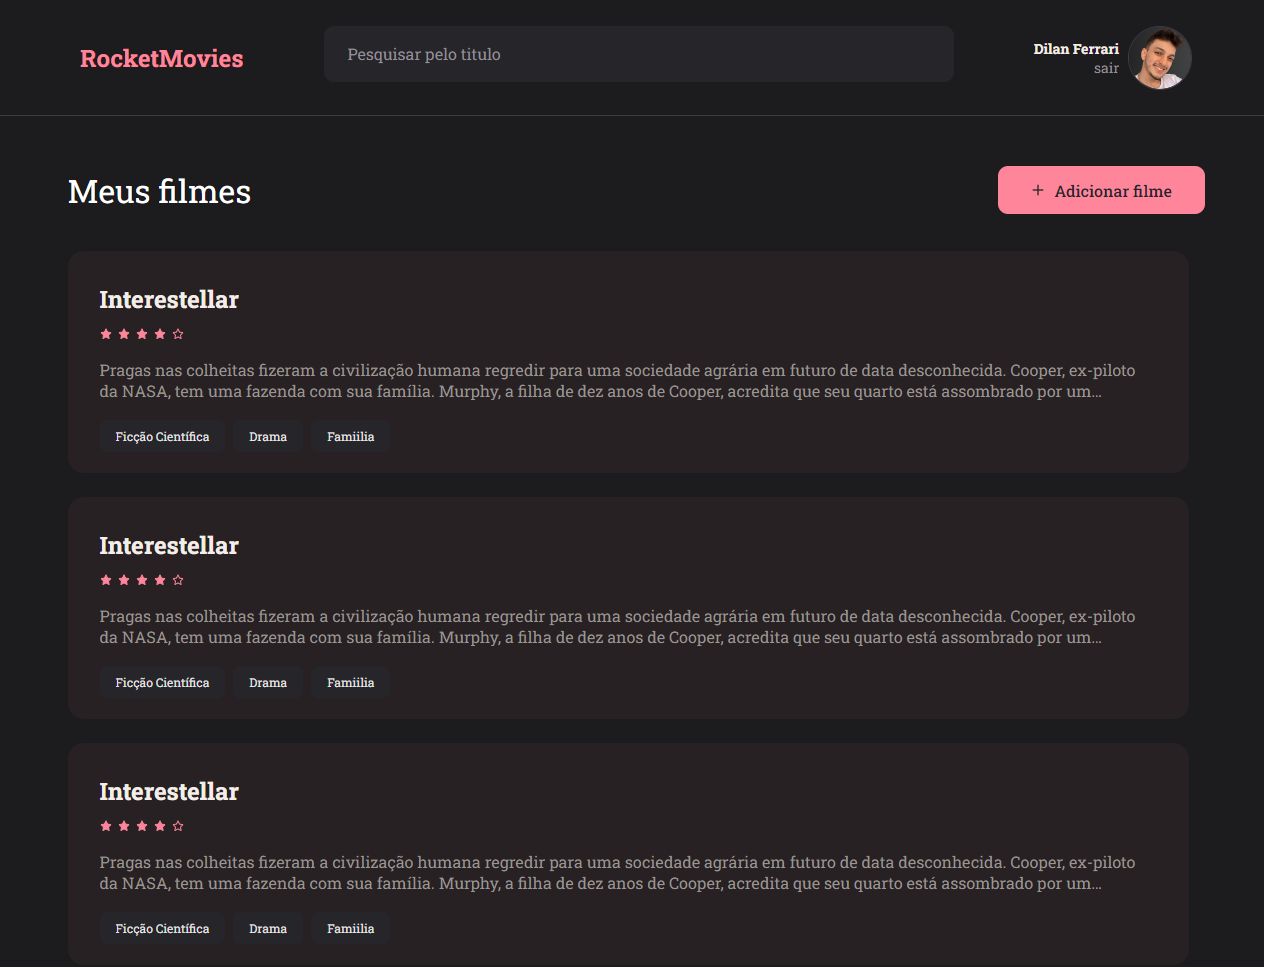 RocketMovies
Pesquisar pelo titulo
Dilan Ferrari
sair
Meus filmes
+ Adicionar filme
Interestellar
Pragas nas colheitas fizeram a civilização humana regredir para uma sociedade agrária em futuro de data desconhecida. Cooper, ex-piloto
da NASA, tem uma fazenda com sua família. Murphy, a filha de dez anos de Cooper, acredita que seu quarto está assombrado por um...
Ficção Científica Drama Famiilia
Interestellar
Pragas nas colheitas fizeram a civilização humana regredir para uma sociedade agrária em futuro de data desconhecida. Cooper, ex-piloto
da NASA, tem uma fazenda com sua família. Murphy, a filha de dez anos de Cooper, acredita que seu quarto está assombrado por um...
Ficção Científica Drama Famiilia
Interestellar
Pragas nas colheitas fizeram a civilização humana regredir para uma sociedade agrária em futuro de data desconhecida. Cooper, ex-piloto
da NASA, tem uma fazenda com sua família. Murphy, a filha de dez anos de Cooper, acredita que seu quarto está assombrado por um...
Ficção Científica Drama Famiilia